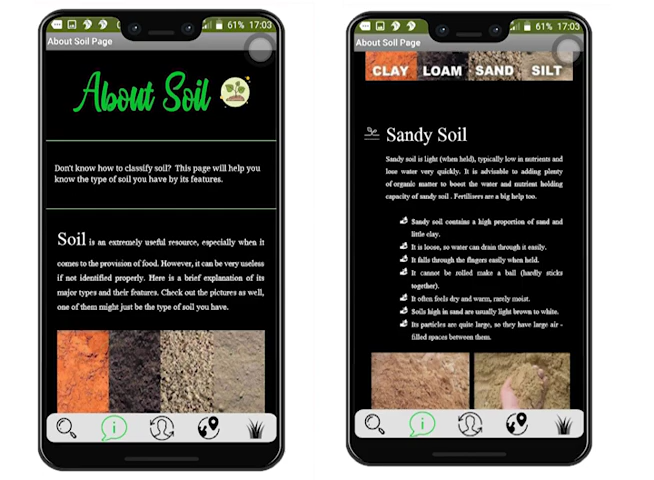 61% 17:03
About Soil Page
About Soil
Don't know how to classify soil? This page will help you
know the type of soil you have by its features.
Soil is an extremely useful resource, especially when it
comes to the provision of food. However, it can be very useless
if not identified properly. Here is a brief explanation of its
major types and their features. Check out the pictures as well,
one of them might just be the type of soil you have.
61% 17:03
About Soil Page
CLAY LOAM SAND SILT
Sandy Soil
Sandy soil is light (when held), typically low in nutrients and
lose water very quickly. It is advisable to adding plenty
of organic matter to boost the water and nutrient holding
capacity of sandy soil . Fertilisers are a big help too.
Sandy soil contains a high proportion of sand and
little clay.
It is loose, so water can drain through it easily.
It falls through the fingers easily when held.
It cannot be rolled make a ball (hardly sticks
together).
It often feels dry and warm, rarely moist.
Soils high in sand are usually light brown to white.
Its particles are quite large, so they have large air -
filled spaces between them.